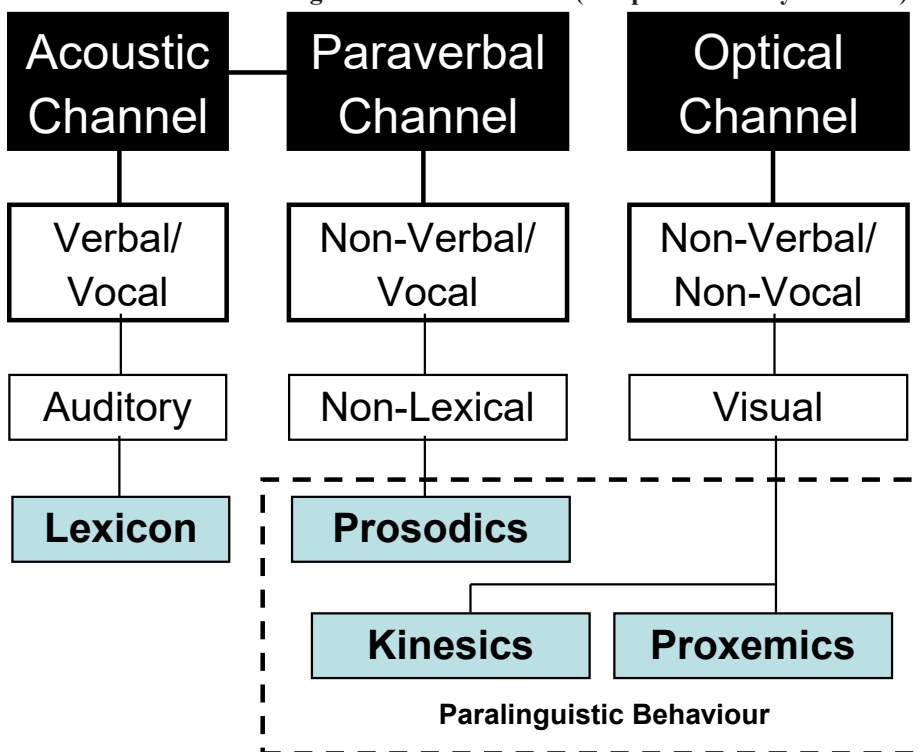 Acoustic
Channel
Paraverbal
Channel
Optical
Channel
Verbal/
Vocal
Non-Verbal/
Vocal
Non-Verbal/
Non-Vocal
Auditory
Non-Lexical
Visual
Lexicon
Prosodics
Kinesics
Proxemics
Paralinguistic Behaviour